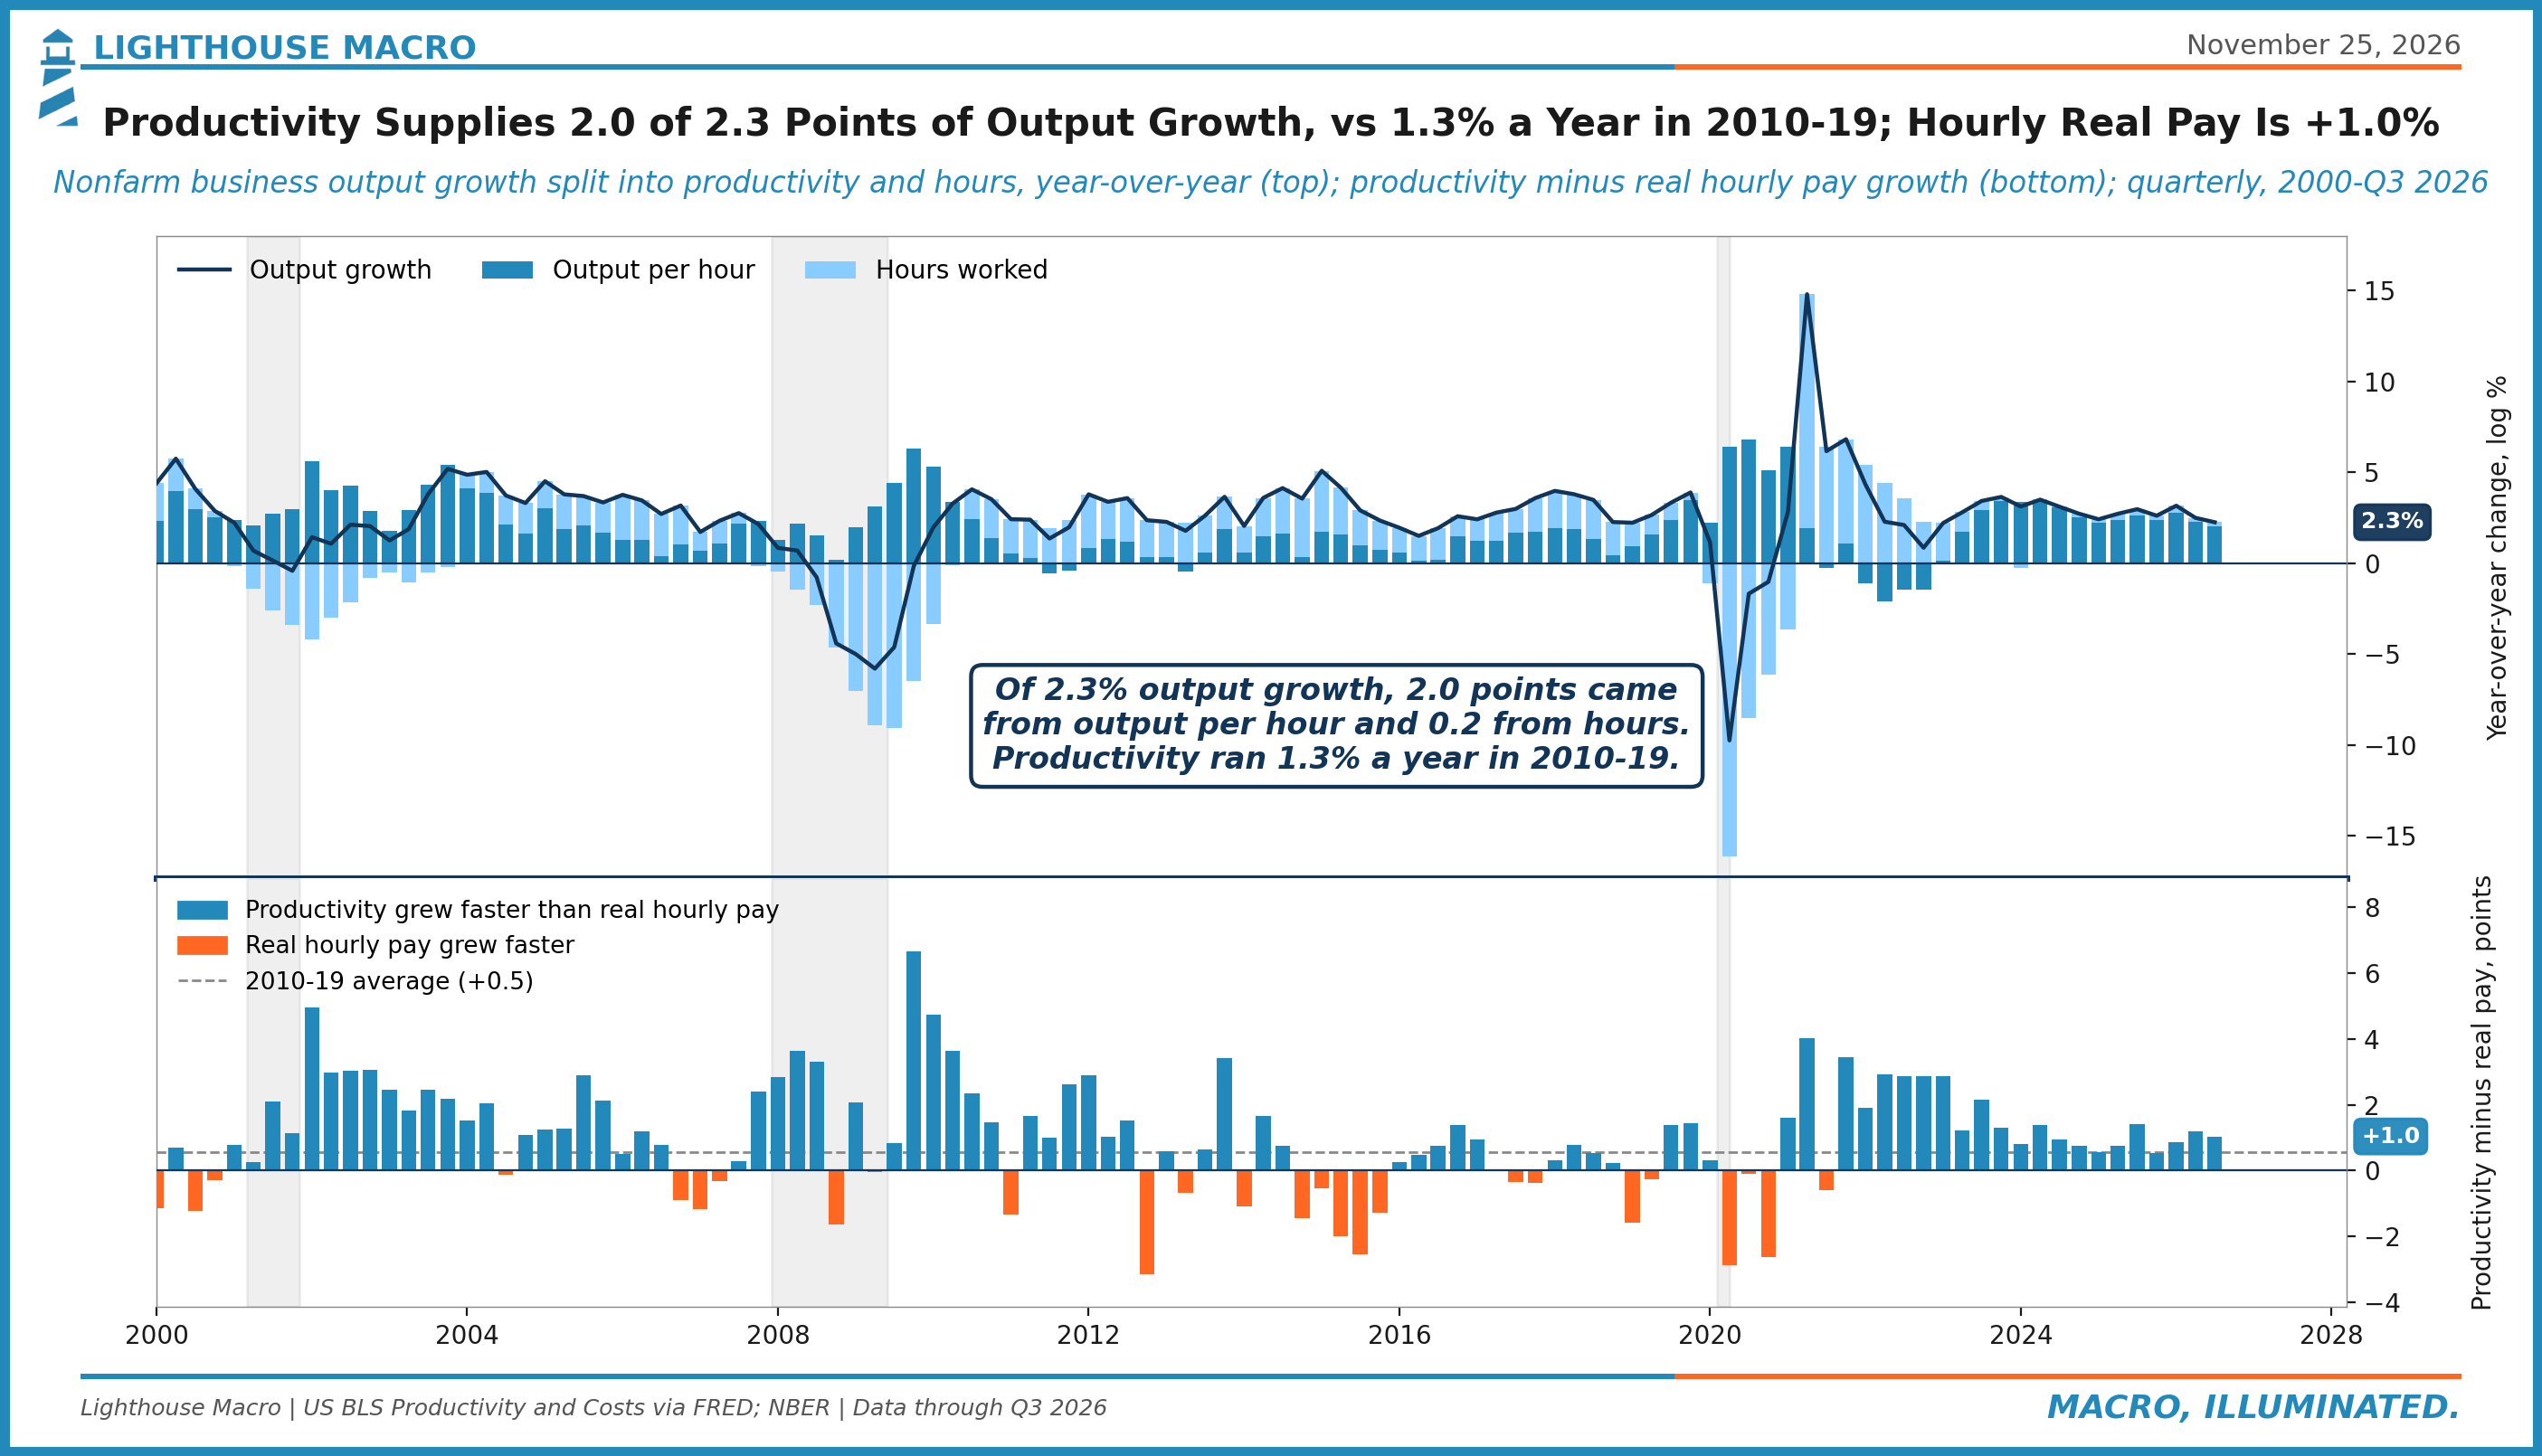 LIGHTHOUSE MACRO
November 25, 2026
Productivity Supplies 2.0 of 2.3 Points of Output Growth, vs 1.3% a Year in 2010-19; Hourly Real Pay Is +1.0%
Nonfarm business output growth split into productivity and hours, year-over-year (top); productivity minus real hourly pay growth (bottom); quarterly, 2000-Q3 2026
Output growth
Output per hour
Hours worked
15
10
5
2.3%
0
−5
−10
−15
Year-over-year change, log %
Of 2.3% output growth, 2.0 points came
from output per hour and 0.2 from hours.
Productivity ran 1.3% a year in 2010-19.
Productivity grew faster than real hourly pay
Real hourly pay grew faster
2010-19 average (+0.5)
8
6
4
2
+1.0
0
−2
−4
Productivity minus real pay, points
2000
2004
2008
2012
2016
2020
2024
2028
Lighthouse Macro | US BLS Productivity and Costs via FRED; NBER | Data through Q3 2026
MACRO, ILLUMINATED.